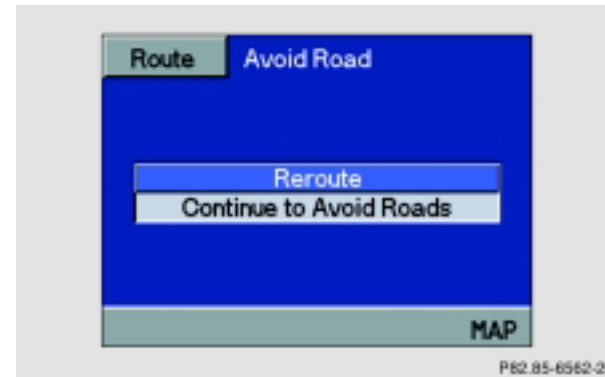 Route Avoid Road
Reroute
Continue to Avoid Roads
MAP
P82.85-6562-2